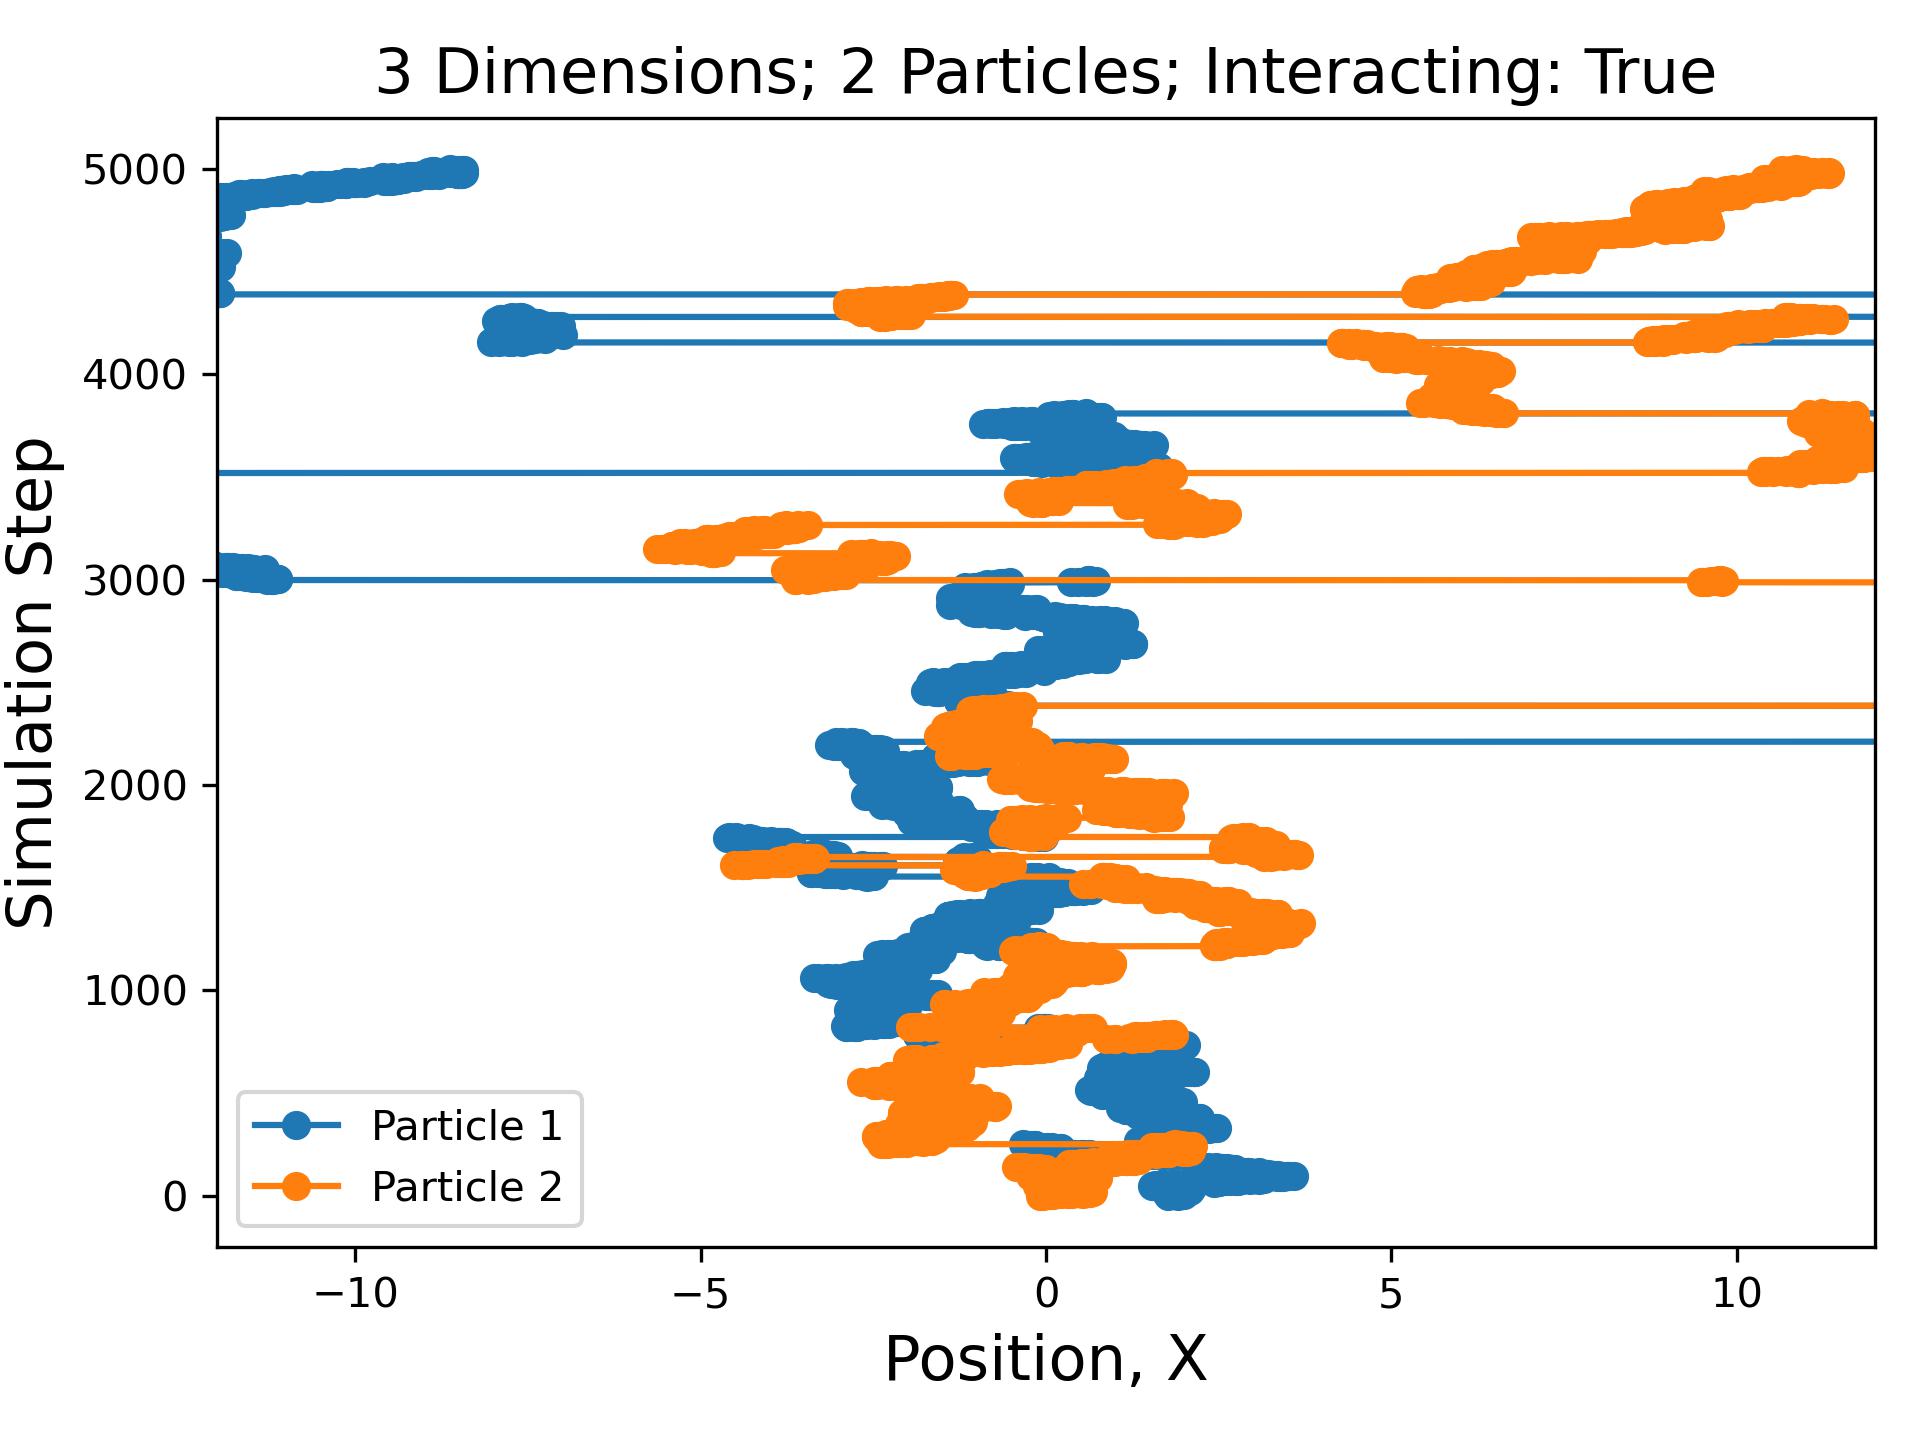 3 Dimensions; 2 Particles; Interacting: True
Simulation Step
5000
4000
3000
2000
1000
0
Particle 1
Particle 2
−10
−5
0
5
10
Position, X